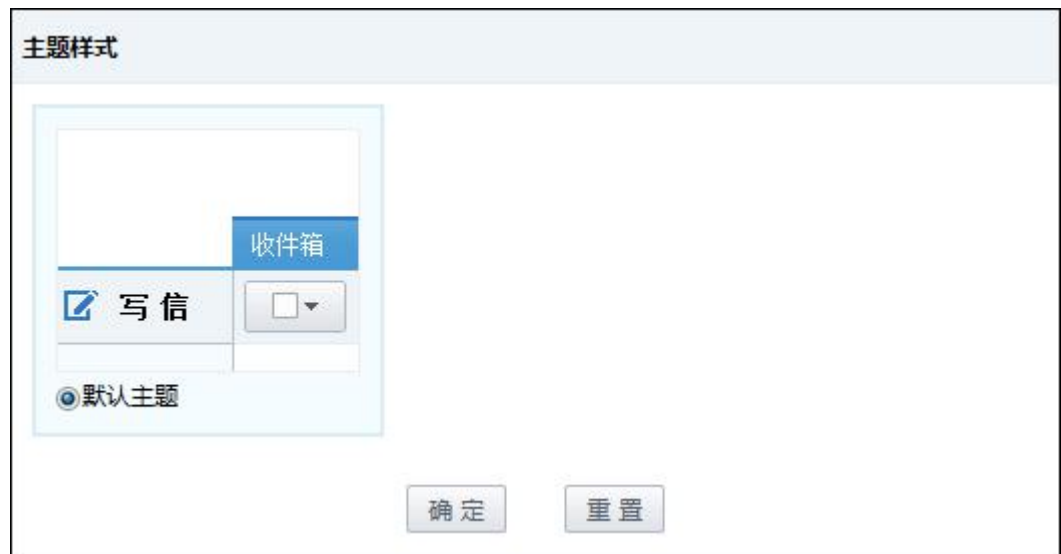 主题样式
收件箱
写信
默认主题
确定 重置